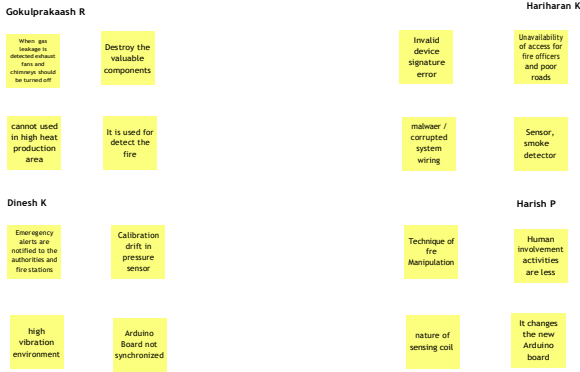 Gokulprakaash R
When gas
leakage is
detected exhaust
fans and
chimneys should
be turned off
Destroy the
valuable
components
cannot used
in high heat
production
area
It is used for
detect the
fire
Hariharan K
Invalid
device
signature
error
Unavailability
of access for
fire officers
and poor
roads
malwaer /
corrupted
system
wiring
Sensor,
smoke
detector
Dinesh K
Emeregency
alerts are
notified to the
authorities and
fire stations
Calibration
drift in
pressure
sensor
high
vibration
environment
Arduino
Board not
synchronized
Harish P
Technique of
fre
Manipulation
Human
involvement
activities
are less
nature of
sensing coil
It changes
the new
Arduino
board